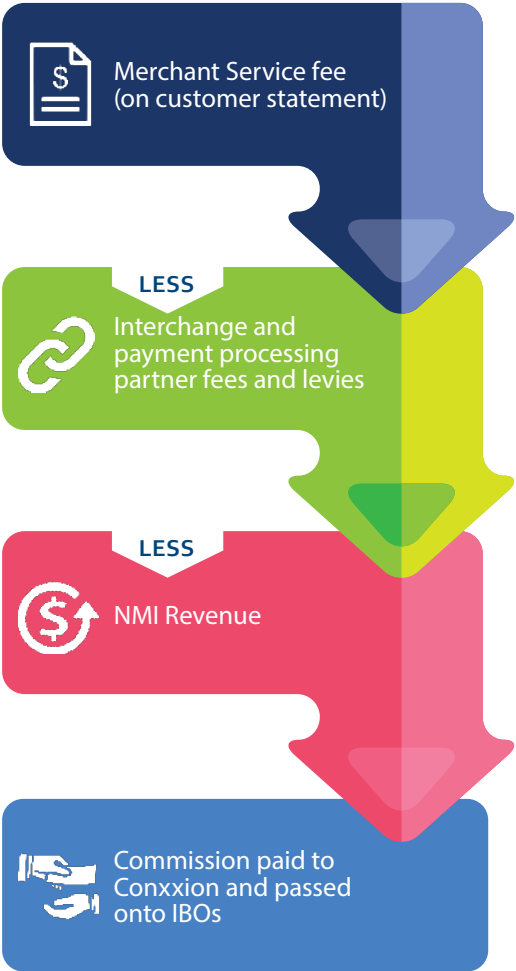 $
Merchant Service fee
(on customer statement)
LESS
Interchange and
payment processing
partner fees and levies
LESS
$
NMI Revenue
Commission paid to
Conxxion and passed
onto IBOs